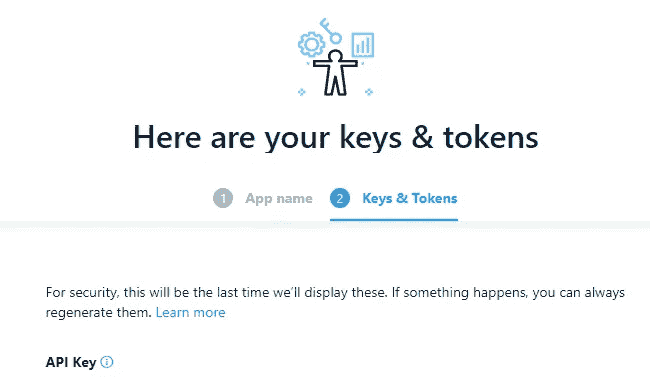 Here are your keys & tokens
1 App name 2 Keys & Tokens
For security, this will be the last time we'll display these. If something happens, you can always
regenerate them. Learn more
API Key